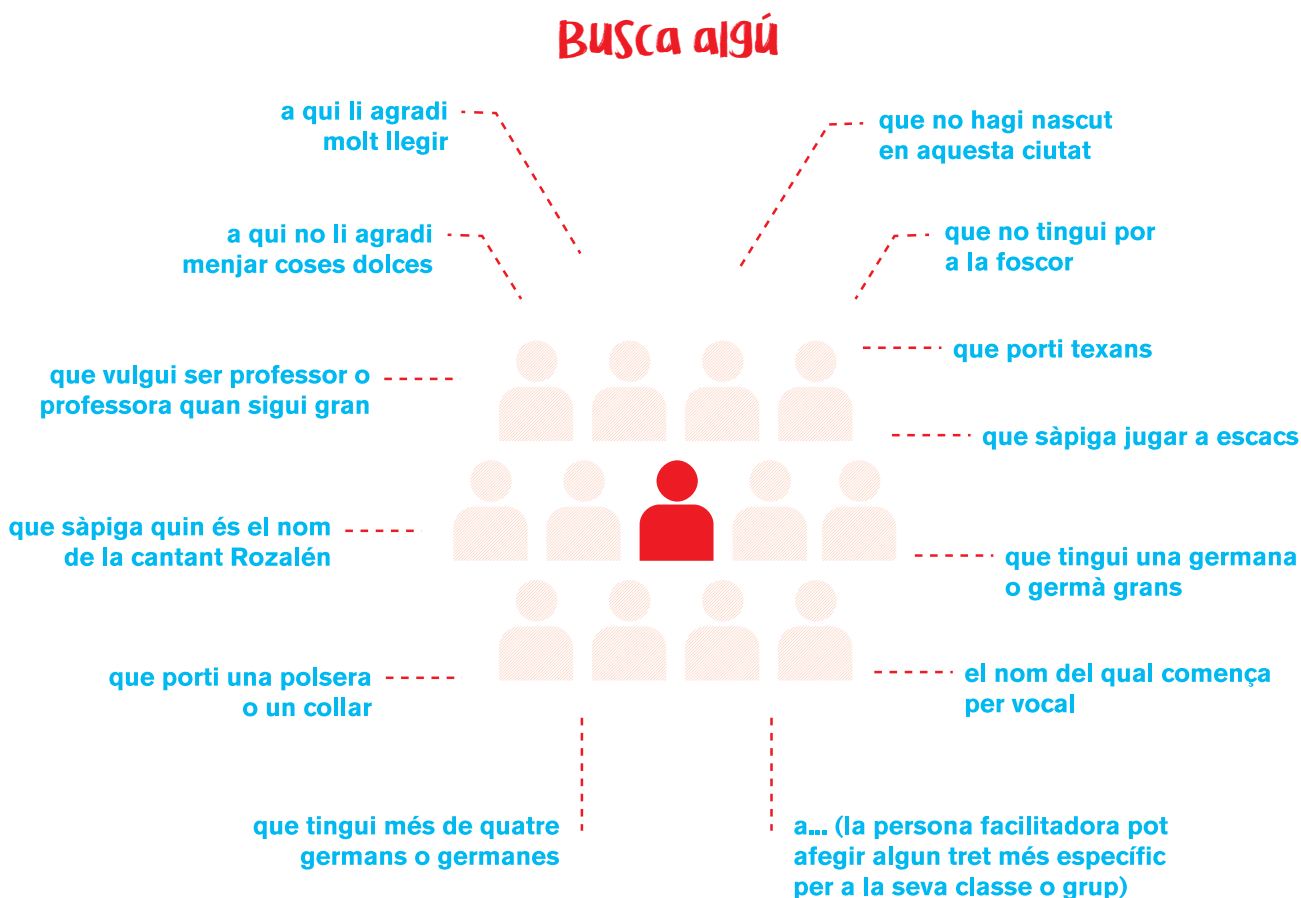 Busca algú
a qui li agradi
molt llegir
que no hagi nascut
en aquesta ciutat
a qui no li agradi
menjar coses dolces
que no tingui por
a la foscor
que vulgui ser professor o
professora quan sigui gran
que porti texans
que sàpiga jugar a escacs
que sàpiga quin és el nom
de la cantant Rozalén
que tingui una germana
o germà grans
que porti una polsera
o un collar
el nom del qual comença
per vocal
que tingui més de quatre
germans o germanes
a... (la persona facilitadora pot
afegir algun tret més específic
per a la seva classe o grup)